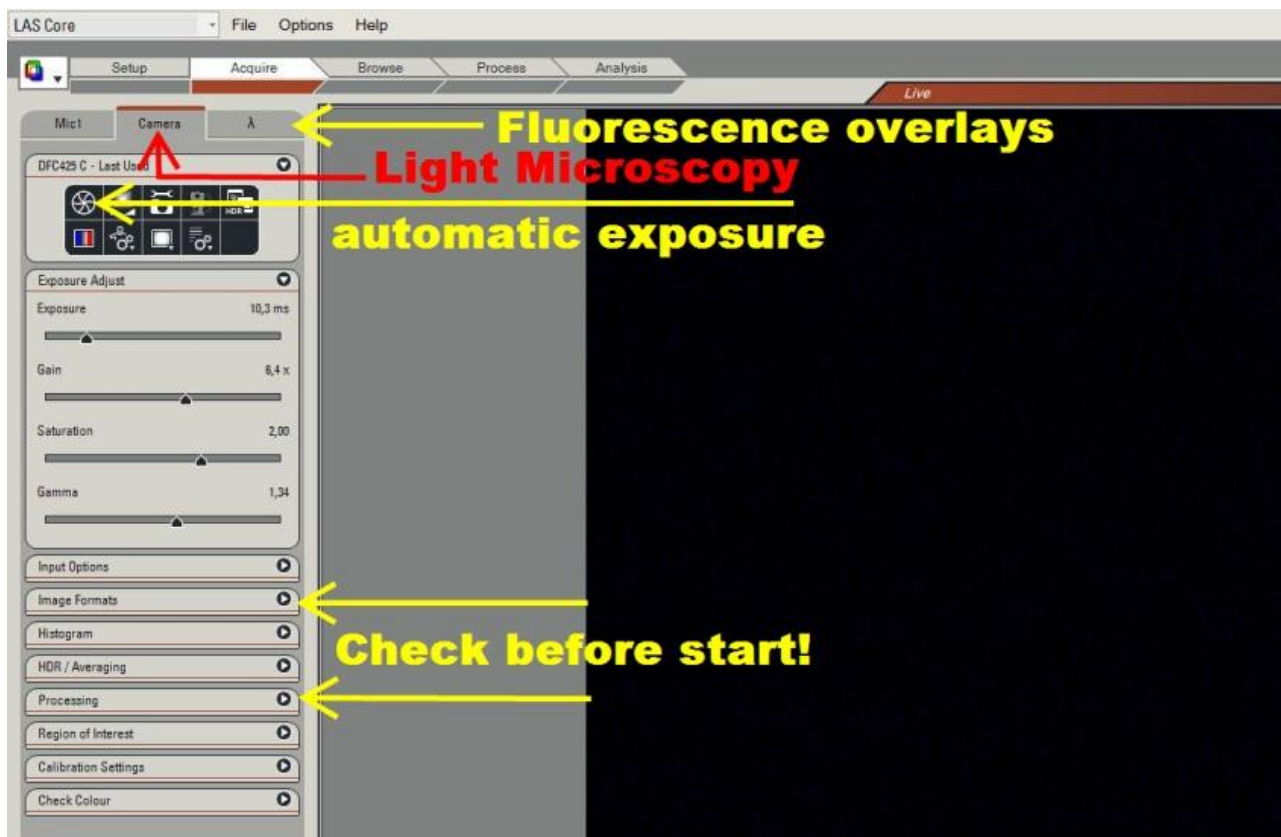 LAS Core File Options Help
Setup Acquire Browse Process Analysis
Live
Mic1 Camera λ
Fluorescence overlays
DFC425 C - Last Used
Light Microscopy
HDR
automatic exposure
Exposure Adjust
Exposure 10,3 ms
Gain 6,4 x
Saturation 2,00
Gamma 1,34
Input Options
Image Formats
Histogram
Check before start!
HDR / Averaging
Processing
Region of Interest
Calibration Settings
Check Colour